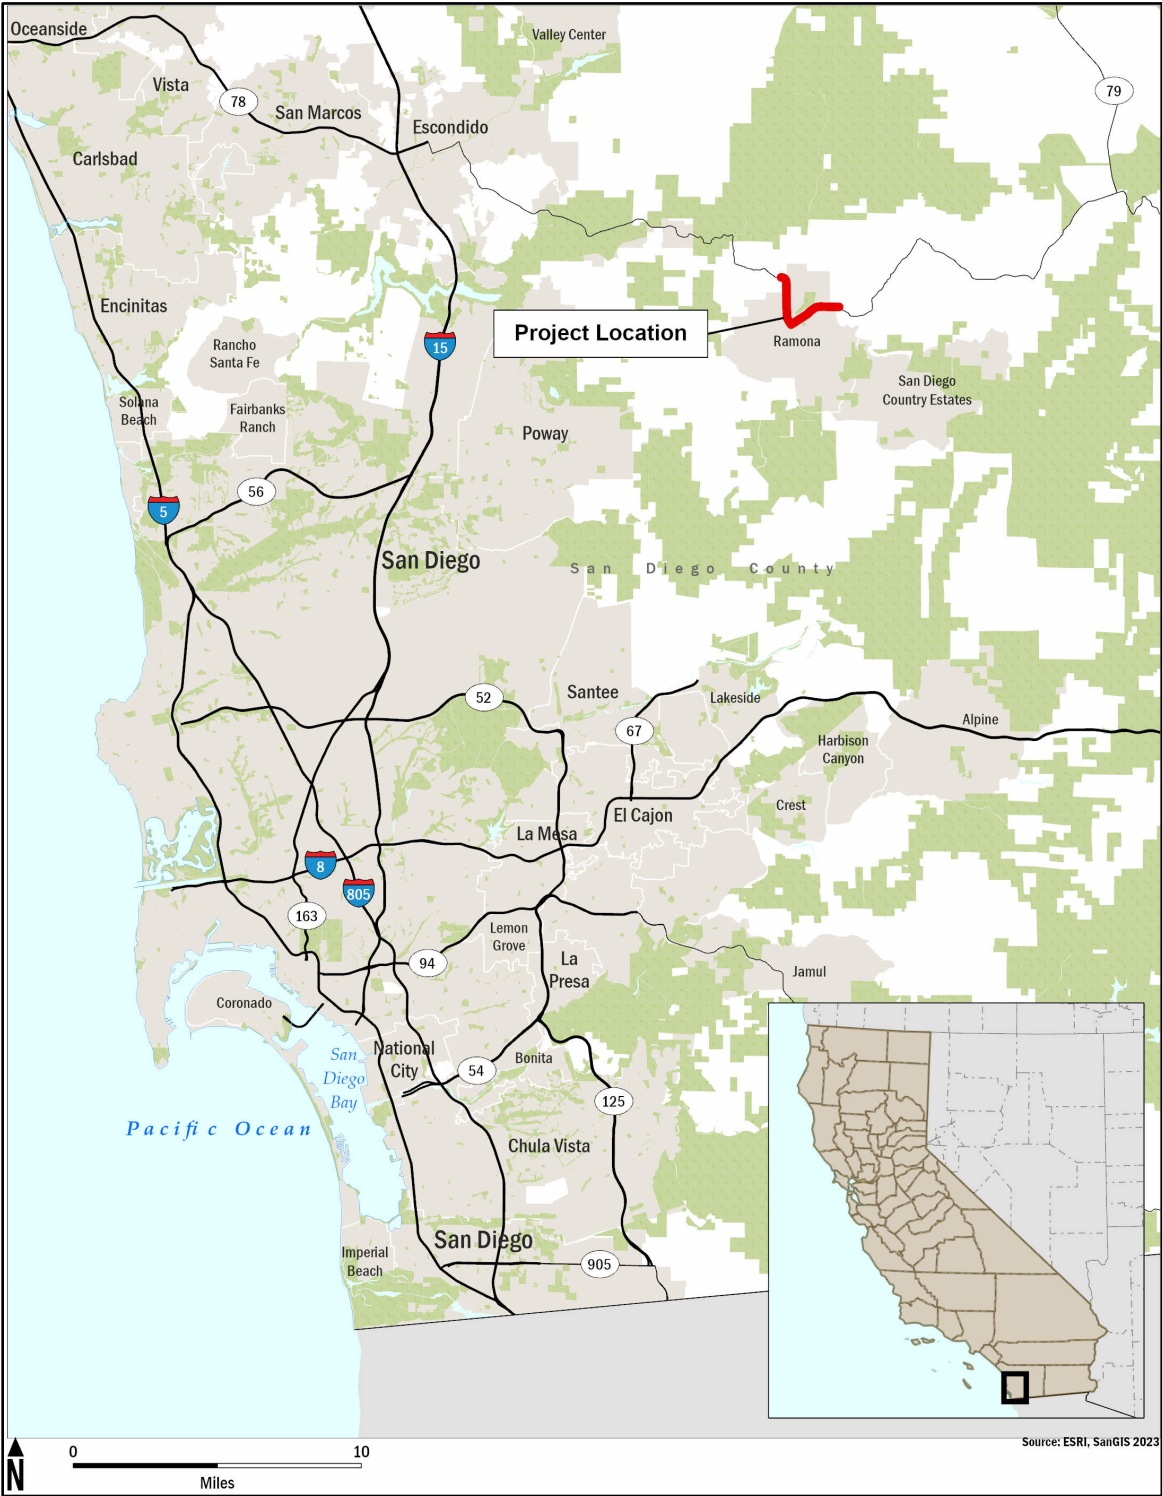 Oceanside
Valley Center
Vista
78
79
San Marcos
Escondido
Carlsbad
Encinitas
Project Location
Rancho
Santa Fe
15
Ramona
San Diego
Country Estates
Solana
Beach
Fairbanks
Ranch
Poway
56
5
San Diego
San Diego County
Santee
52
Lakeside
67
Alpine
Harbison
Canyon
Crest
El Cajon
La Mesa
8
805
163
Lemon
Grove
94
La
Presa
Jamul
Coronado
National
City
San
Diego
Bay
Bonita
54
125
Pacific Ocean
Chula Vista
San Diego
Imperial
Beach
905
Source: ESRI, SanGIS 2023
N
0 10
Miles